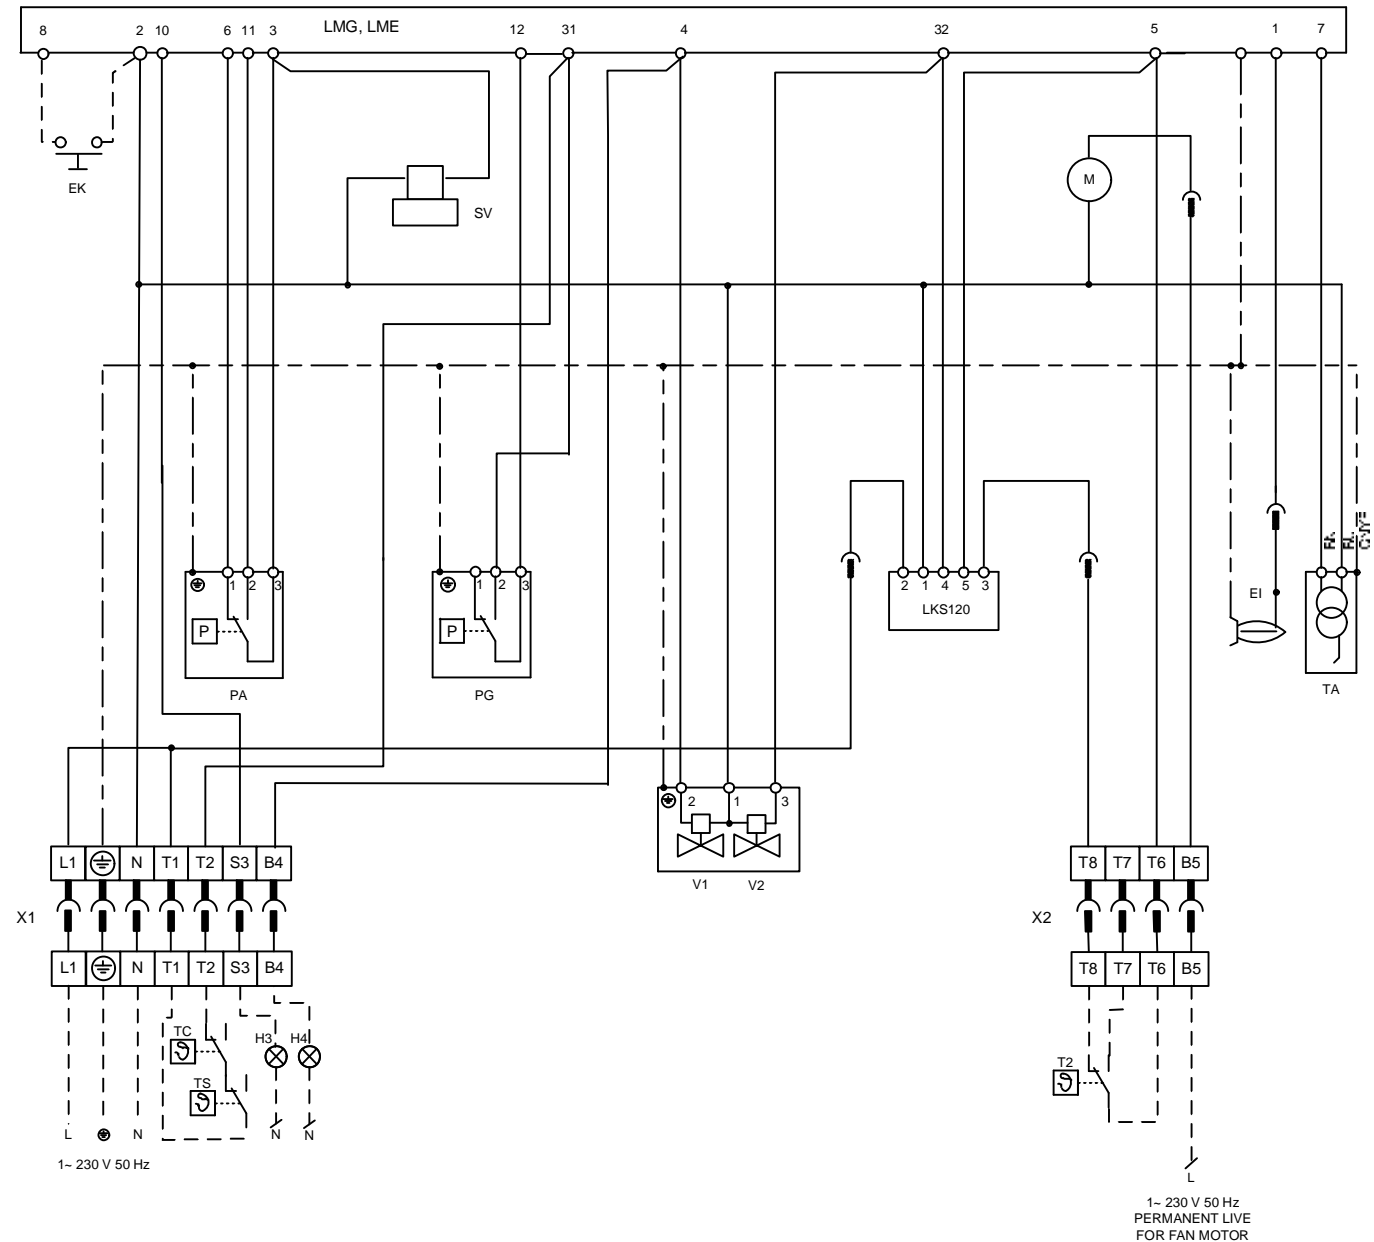 LMG, LME
8 2 10 6 11 3 12 31 4 32 5 1 7
EK
SV
M
1 2 3
P
PA
1 2 3
P
PG
2 1 4 5 3
LKS120
EI
TA
2 1 3
V1 V2
L1 N T1 T2 S3 B4
X1
L1 N T1 T2 S3 B4
T8 T7 T6 B5
X2
T8 T7 T6 B5
TC
TS
H3 H4
L N N N
1~ 230 V 50 Hz
T2
L
1~ 230 V 50 Hz
PERMANENT LIVE
FOR FAN MOTOR